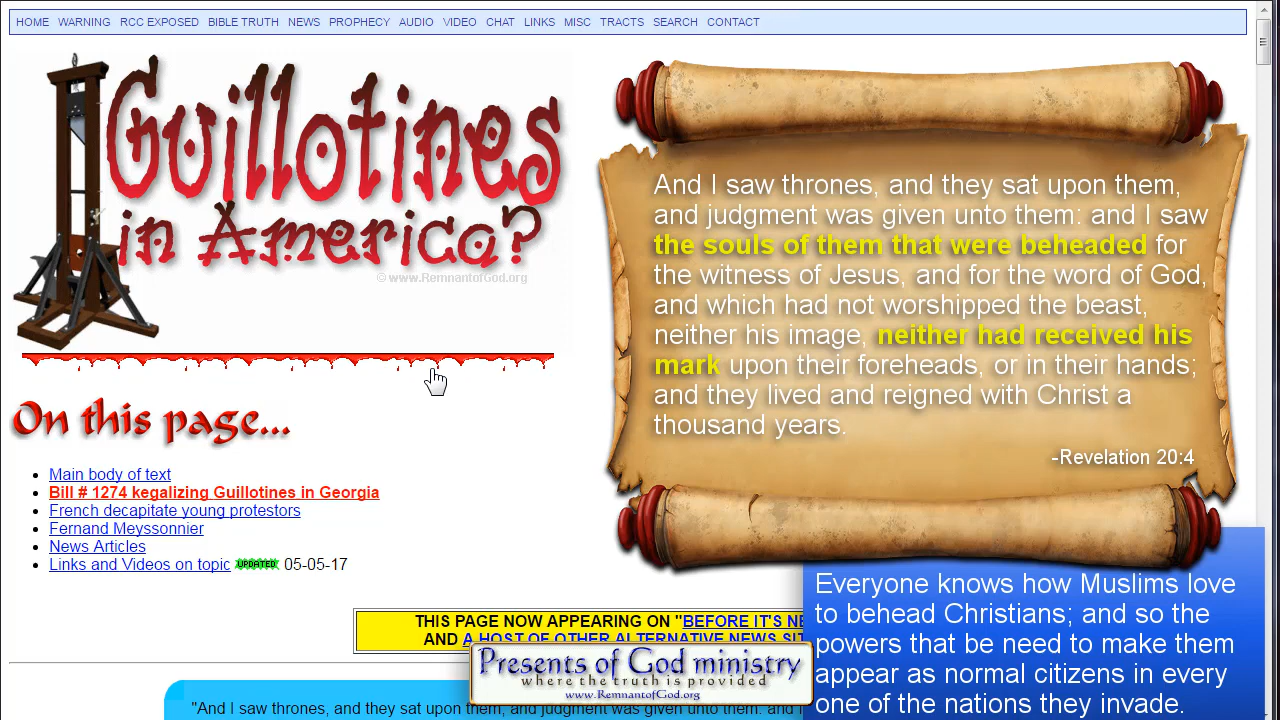 HOME WARNING RCC EXPOSED BIBLE TRUTH NEWS PROPHECY AUDIO VIDEO CHAT LINKS MISC TRACTS SEARCH CONTACT
Guillotines
in America?
© www.RemnantofGod.org
On this page...
Main body of text
Bill # 1274 kegalizing Guillotines in Georgia
French decapitate young protestors
Fernand Meyssonnier
News Articles
Links and Videos on topic UPDATED 05-05-17
THIS PAGE NOW APPEARING ON "BEFORE IT'S NE
AND A HOST OF OTHER ALTERNATIVE NEWS SIT
"And I saw thrones, and they sat upon them, and judgment was given unto them: and I
And I saw thrones, and they sat upon them,
and judgment was given unto them: and I saw
the souls of them that were beheaded for
the witness of Jesus, and for the word of God,
and which had not worshipped the beast,
neither his image, neither had received his
mark upon their foreheads, or in their hands;
and they lived and reigned with Christ a
thousand years.
-Revelation 20:4
Everyone knows how Muslims love
to behead Christians; and so the
powers that be need to make them
appear as normal citizens in every
one of the nations they invade.
Presents of God ministry
where the truth is provided
www.RemnantofGod.org